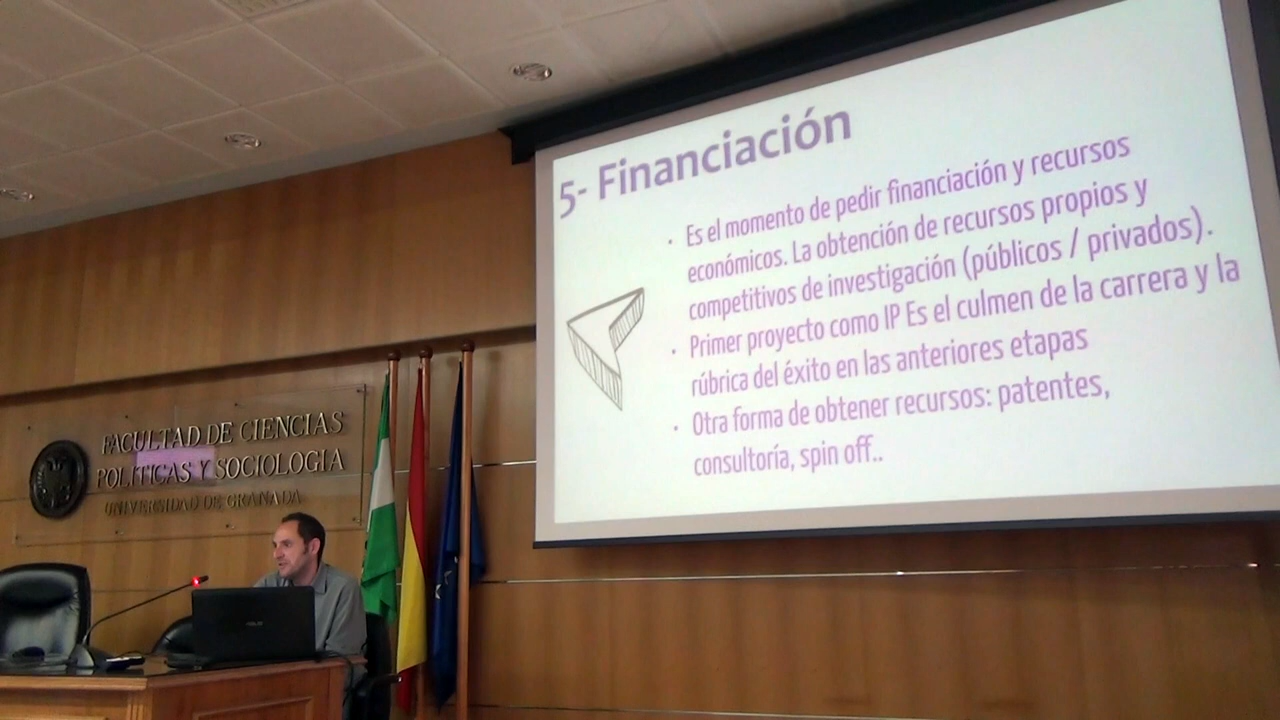 5- Financiación
· Es el momento de pedir financiación y recursos
económicos. La obtención de recursos propios y
competitivos de investigación (públicos / privados).
· Primer proyecto como IP Es el culmen de la carrera y la
rúbrica del éxito en las anteriores etapas
· Otra forma de obtener recursos: patentes,
consultoría, spin off..
FACULTAD DE CIENCIAS
POLÍTICAS Y SOCIOLOGIA
UNIVERSIDAD DE GRANADA
ASUS